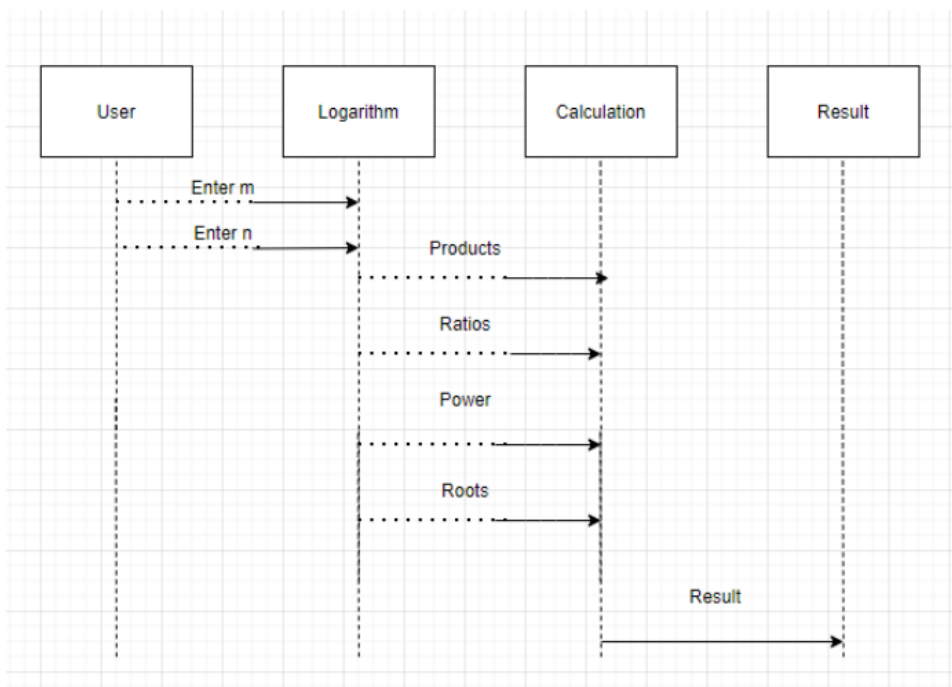 User
Logarithm
Calculation
Result
Enter m
Enter n
Products
Ratios
Power
Roots
Result